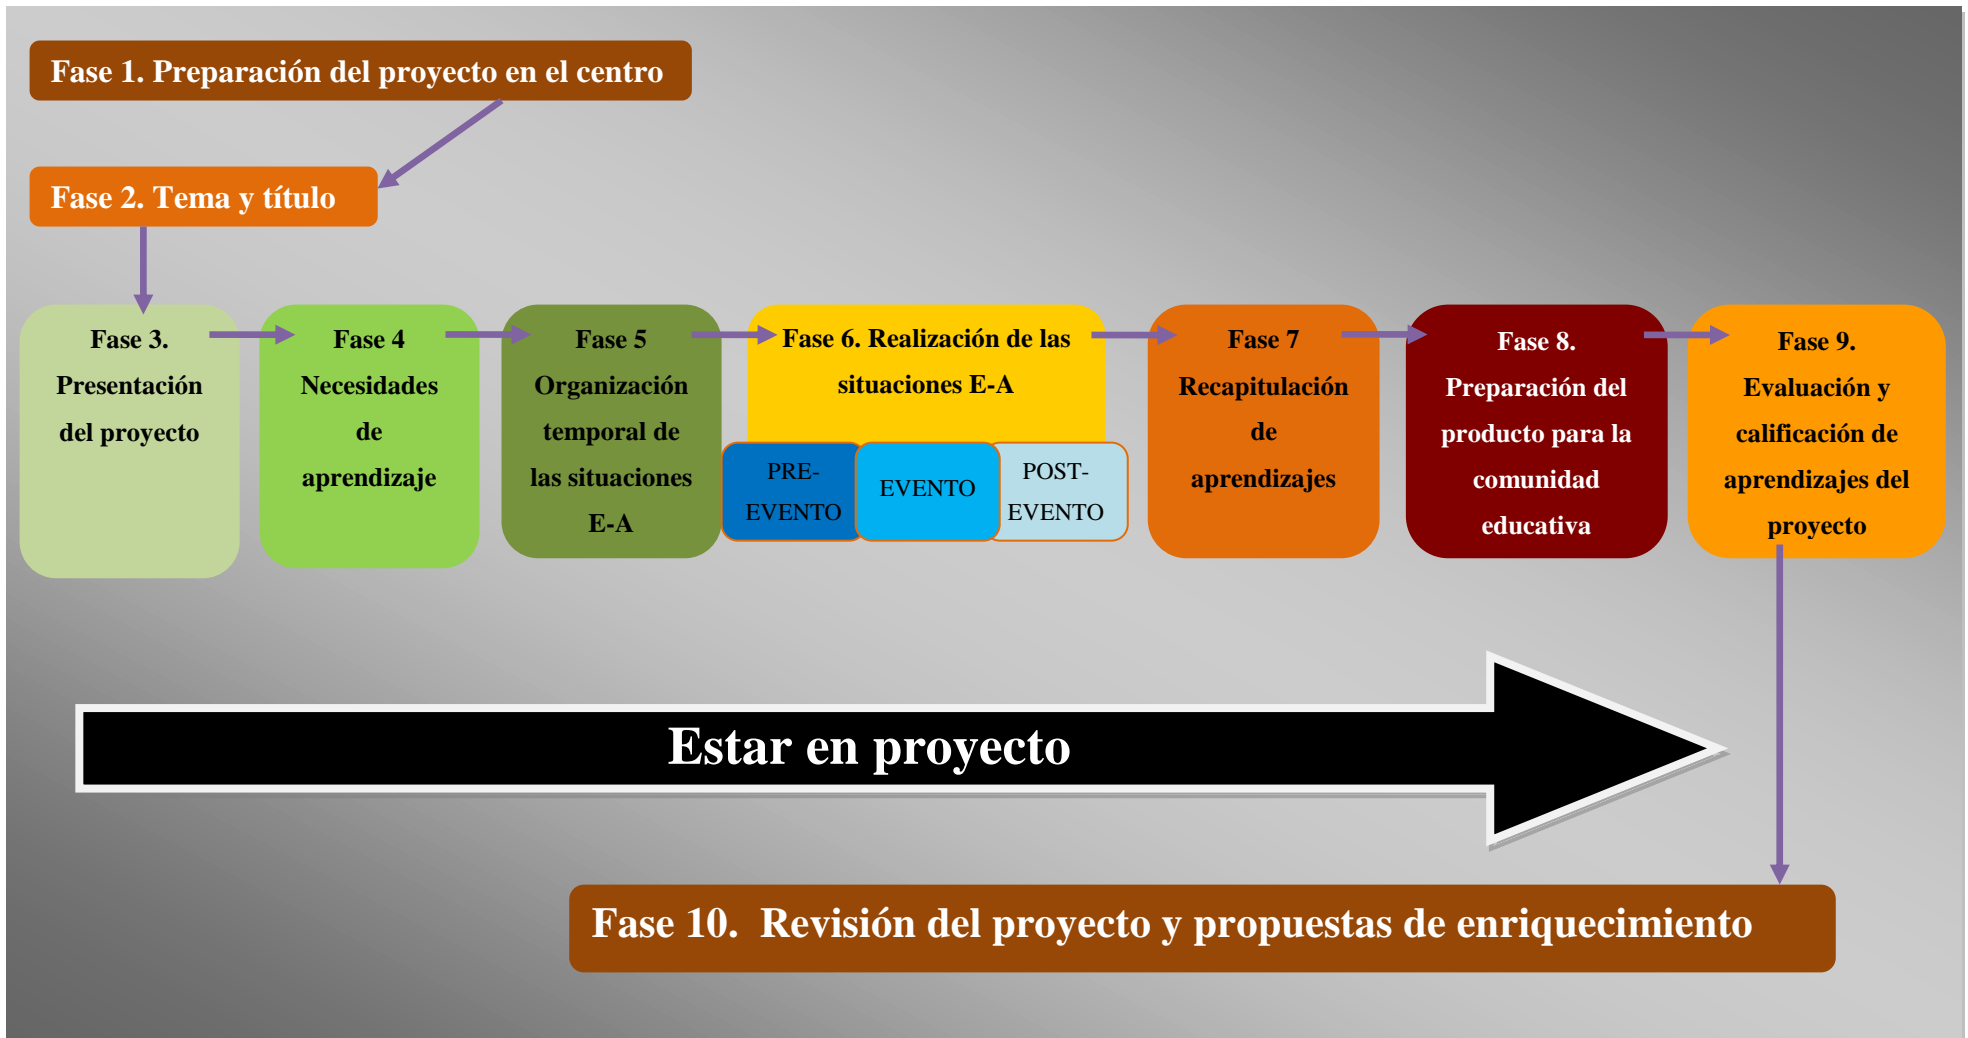 Fase 1. Preparación del proyecto en el centro
Fase 2. Tema y título
Fase 3.
Presentación
del proyecto
Fase 4
Necesidades
de
aprendizaje
Fase 5
Organización
temporal de
las situaciones
E-A
Fase 6. Realización de las
situaciones E-A
PRE-
EVENTO
EVENTO
POST-
EVENTO
Fase 7
Recapitulación
de
aprendizajes
Fase 8.
Preparación del
producto para la
comunidad
educativa
Fase 9.
Evaluación y
calificación de
aprendizajes del
proyecto
Estar en proyecto
Fase 10.  Revisión del proyecto y propuestas de enriquecimiento